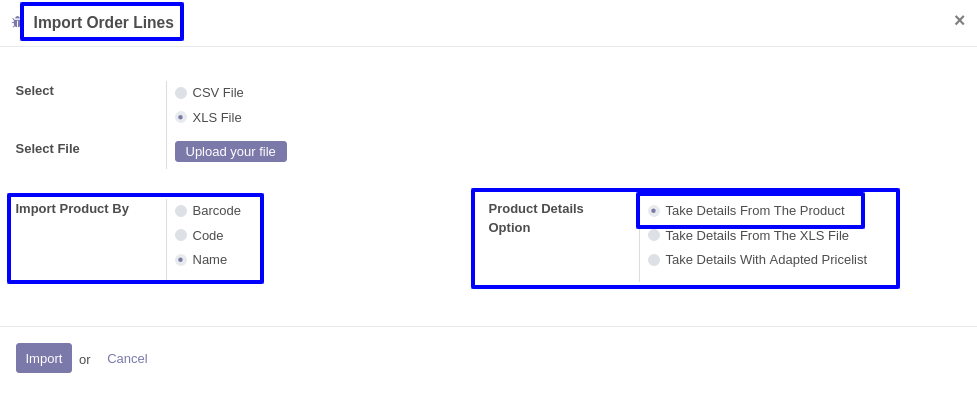 Import Order Lines
×
Select
CSV File
XLS File
Select File
Upload your file
Import Product By
Barcode
Code
Name
Product Details
Option
Take Details From The Product
Take Details From The XLS File
Take Details With Adapted Pricelist
Import or Cancel